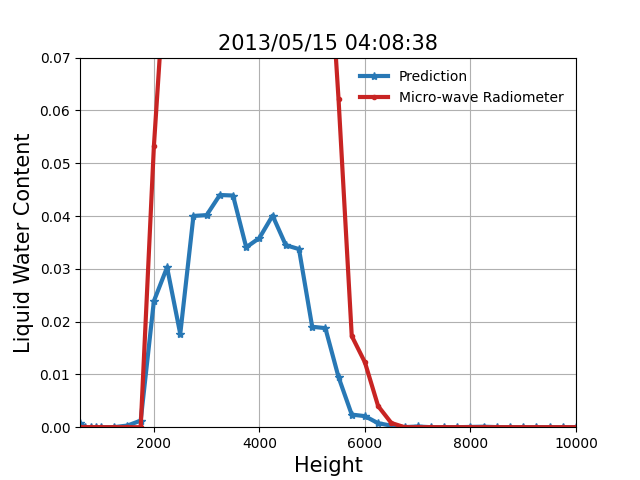 2013/05/15 04:08:38
0.07
0.06
0.05
0.04
0.03
0.02
0.01
0.00
Liquid Water Content
Prediction
Micro-wave Radiometer
2000 4000 6000 8000 10000
Height